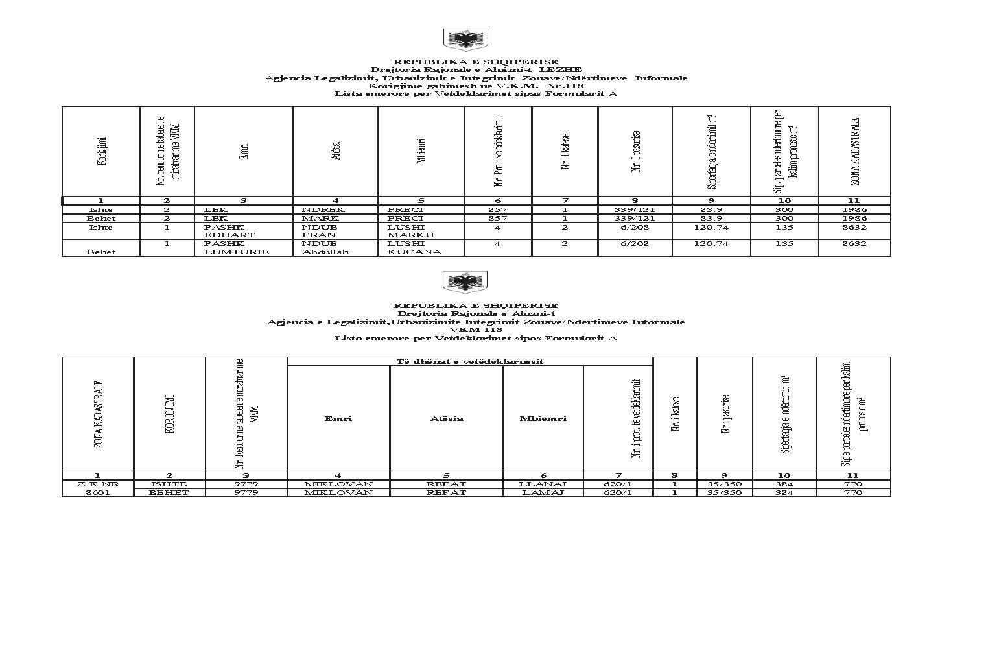 REPUBLIKA E SHQIPERISE
Drejtoria Rajonale e Aluizni-t LEZHE
Agjencia Legalizimit, Urbanizimit e Integrimit Zonave/Ndërtimeve Informale
Korigjime gabimesh ne V.K.M. Nr.118
Lista emerore per Vetdeklarimet sipas Formularit A
Korigjimi
Nr. rendor ne tabelen e
miratuar me VKM
Emri
Atësia
Mbiemri
Nr. Prot. vetedeklarimit
Nr. I kateve
Nr. I pasurise
Siperfaqja e ndertimit m²
Sip. parceles ndertimore per
kalim pronesie m²
ZONA KADASTRALE
1 2 3 4 5 6 7 8 9 10 11
Ishte 2 LEK NDREK PRECI 857 1 339/121 83.9 300 1986
Behet 2 LEK MARK PRECI 857 1 339/121 83.9 300 1986
Ishte 1 PASHK NDUE LUSHI 4 2 6/208 120.74 135 8632
EDUART FRAN MARKU
1 PASHK NDUE LUSHI 4 2 6/208 120.74 135 8632
Behet LUMTURIE Abdullah KUCANA
REPUBLIKA E SHQIPERISE
Drejtoria Rajonale e Aluzni-t
Agjencia e Legalizimit,Urbanizimite Integrimit Zonave/Ndertimeve Informale
VKM 118
Lista emerore per Vetdeklarimet sipas Formularit A
ZONA KADASTRALE
KORIGJIMI
Nr. Rendor ne tabelen e miratuar me
VKM
Të dhënat e vetëdeklaruesit
Emri
Atësia
Mbiemri
Nr. i prot. te vetdeklarimit
Nr. i kateve
Nr i pasurise
Sipërfaqja e ndërtimit m²
Sip e parceles ndertimore per kalim
pronesie m²
1 2 3 4 5 6 7 8 9 10 11
Z.K NR ISHTE 9779 MIKLOVAN REFAT LLANAJ 620/1 1 35/350 384 770
8601 BEHET 9779 MIKLOVAN REFAT LAMAJ 620/1 1 35/350 384 770